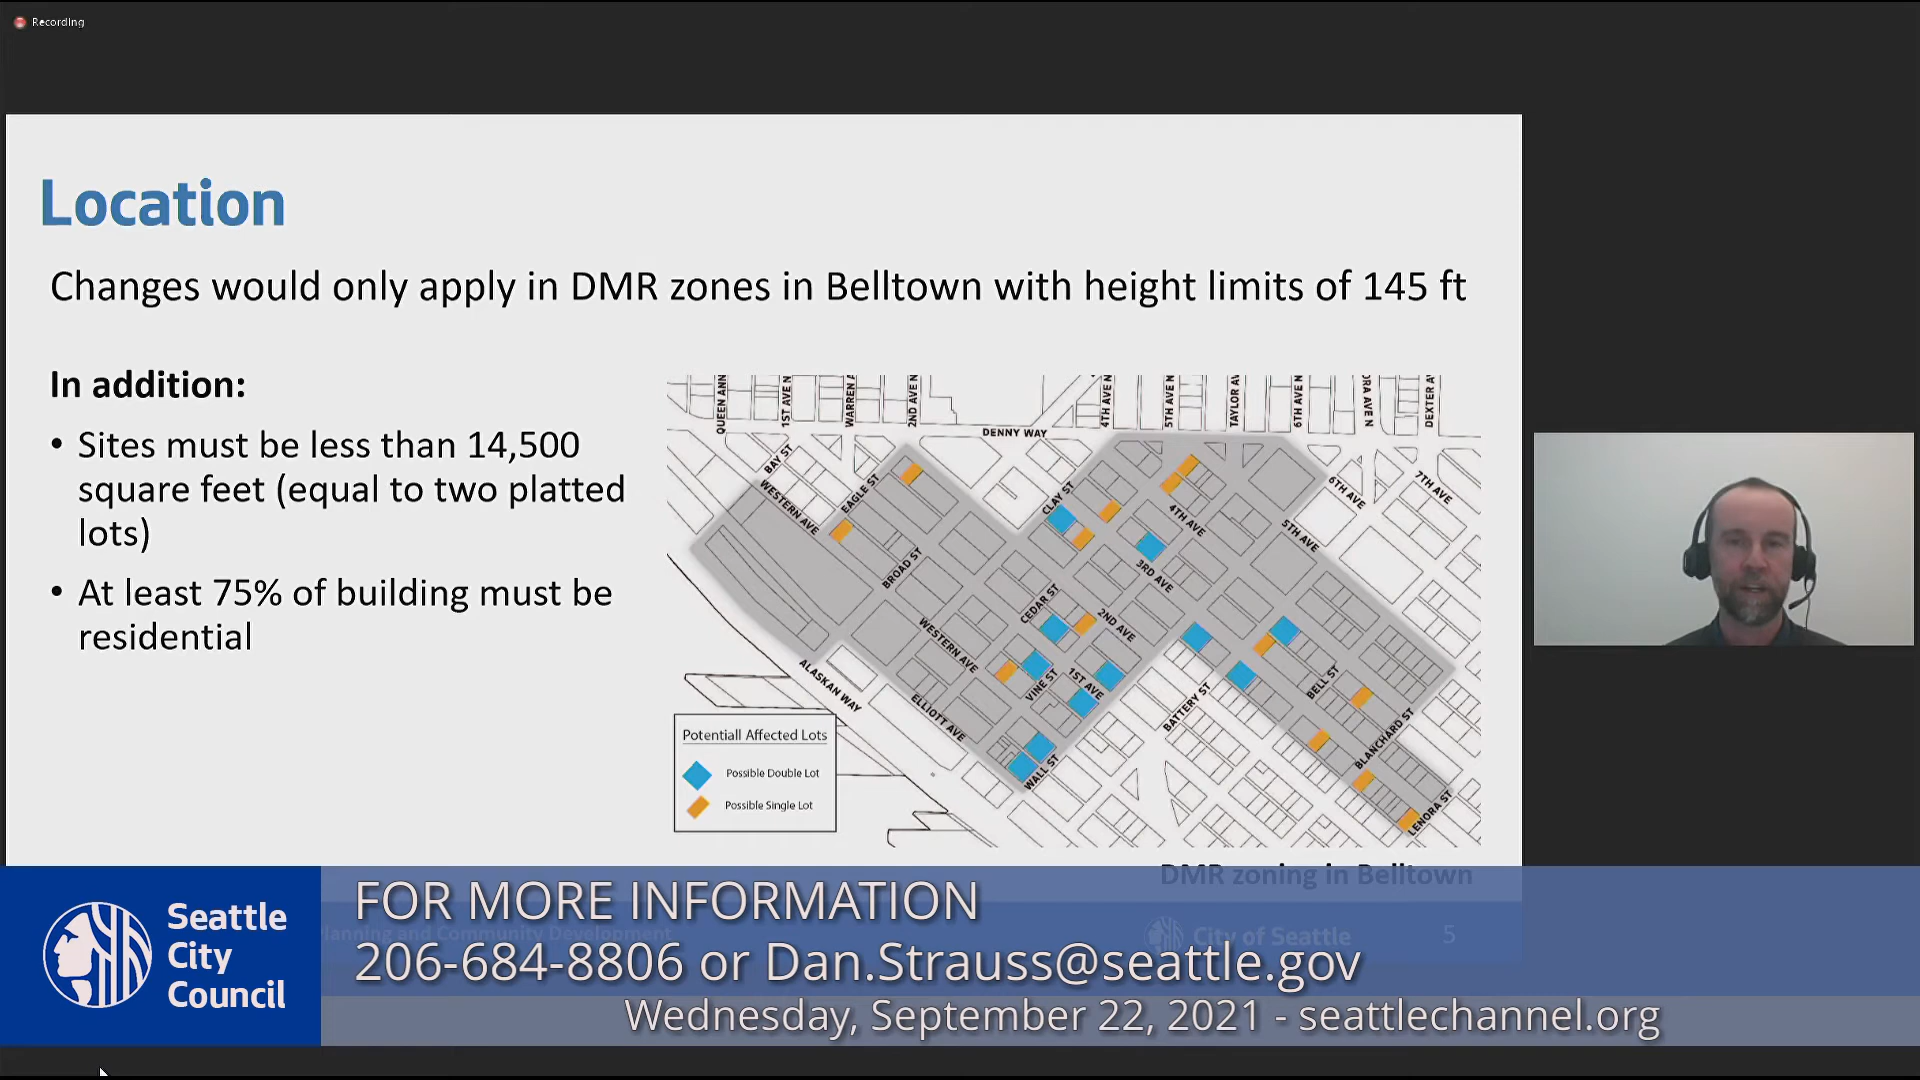 Recording
Location
Changes would only apply in DMR zones in Belltown with height limits of 145 ft
In addition:
• Sites must be less than 14,500
square feet (equal to two platted
lots)
• At least 75% of building must be
residential
QUEEN ANN
1ST AVE N
WARREN A
2ND AVE N
4TH AVE N
5TH AVE N
TAYLOR AV
6TH AVE N
ORA AVE N
DEXTER A
DENNY WAY
BAY ST
WESTERN AVE
EAGLE ST
BROAD ST
CLAY ST
4TH AVE
5TH AVE
6TH AVE
7TH AVE
3RD AVE
CEDAR ST
2ND AVE
WESTERN AVE
VINE ST
1ST AVE
ALASKAN WAY
ELLIOTT AVE
WALL ST
BATTERY ST
BELL ST
BLANCHARD ST
LENORA ST
Potentiall Affected Lots
Possible Double Lot
Possible Single Lot
DMR zoning in Belltown
Planning and Community Development
City of Seattle
5
Seattle
City
Council
FOR MORE INFORMATION
206-684-8806 or Dan.Strauss@seattle.gov
Wednesday, September 22, 2021 - seattlechannel.org